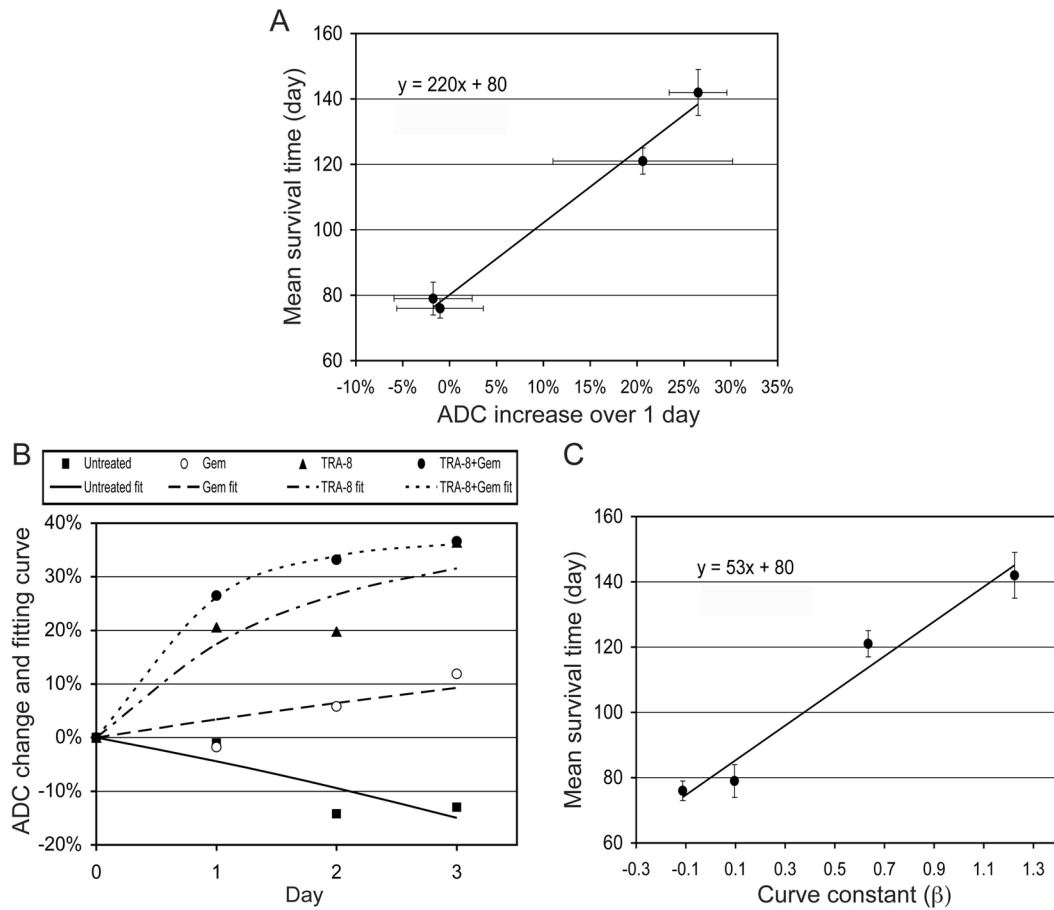 A
Mean survival time (day)
160
140
120
100
80
60
y = 220x + 80
-10% -5% 0% 5% 10% 15% 20% 25% 30% 35%
ADC increase over 1 day
B
Untreated Gem TRA-8 TRA-8+Gem
Untreated fit Gem fit TRA-8 fit TRA-8+Gem fit
ADC change and fitting curve
40%
30%
20%
10%
0%
-10%
-20%
0 1 2 3
Day
C
Mean survival time (day)
160
140
120
100
80
60
y = 53x + 80
-0.3 -0.1 0.1 0.3 0.5 0.7 0.9 1.1 1.3
Curve constant (β)